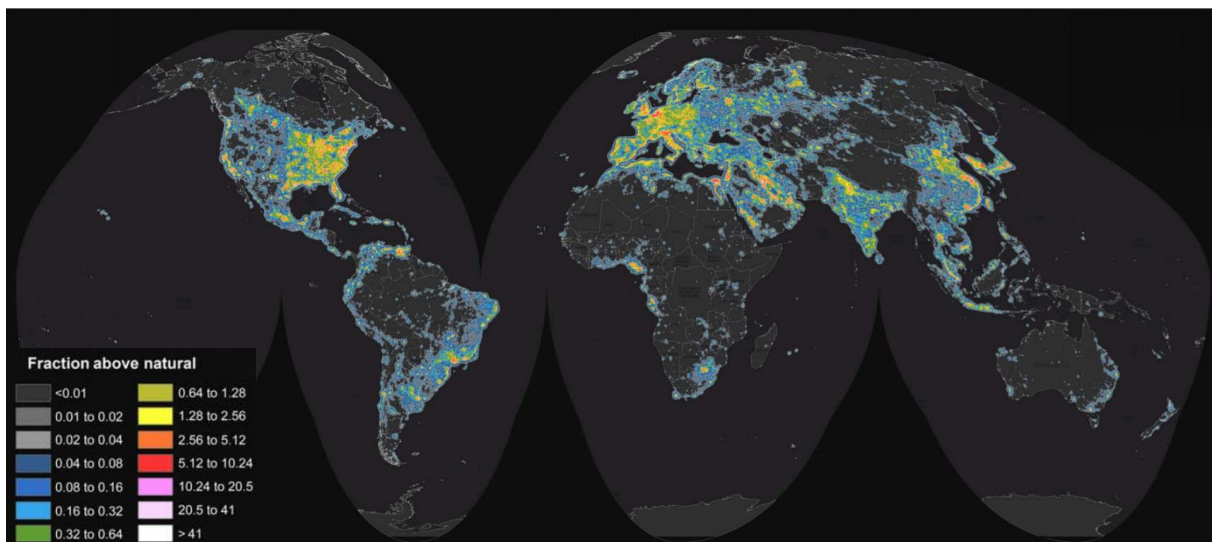 Fraction above natural
<0.01
0.01 to 0.02
0.02 to 0.04
0.04 to 0.08
0.08 to 0.16
0.16 to 0.32
0.32 to 0.64
0.64 to 1.28
1.28 to 2.56
2.56 to 5.12
5.12 to 10.24
10.24 to 20.5
20.5 to 41
> 41